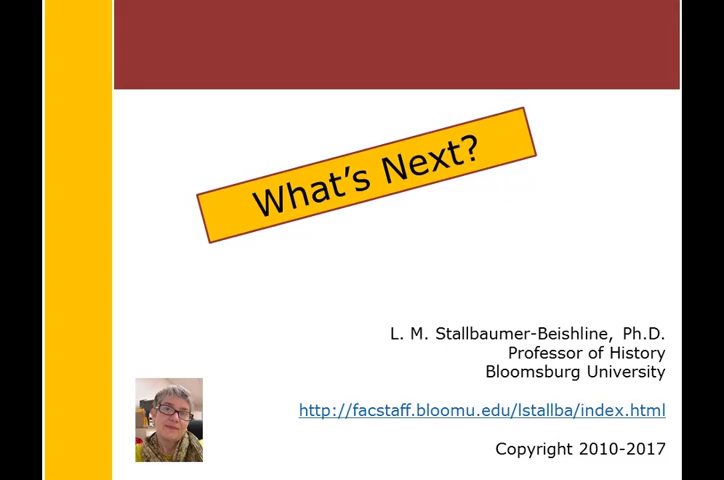 What's Next?
L. M. Stallbaumer-Beishline, Ph.D.
Professor of History
Bloomsburg University
http://facstaff.bloomu.edu/lstallba/index.html
Copyright 2010-2017